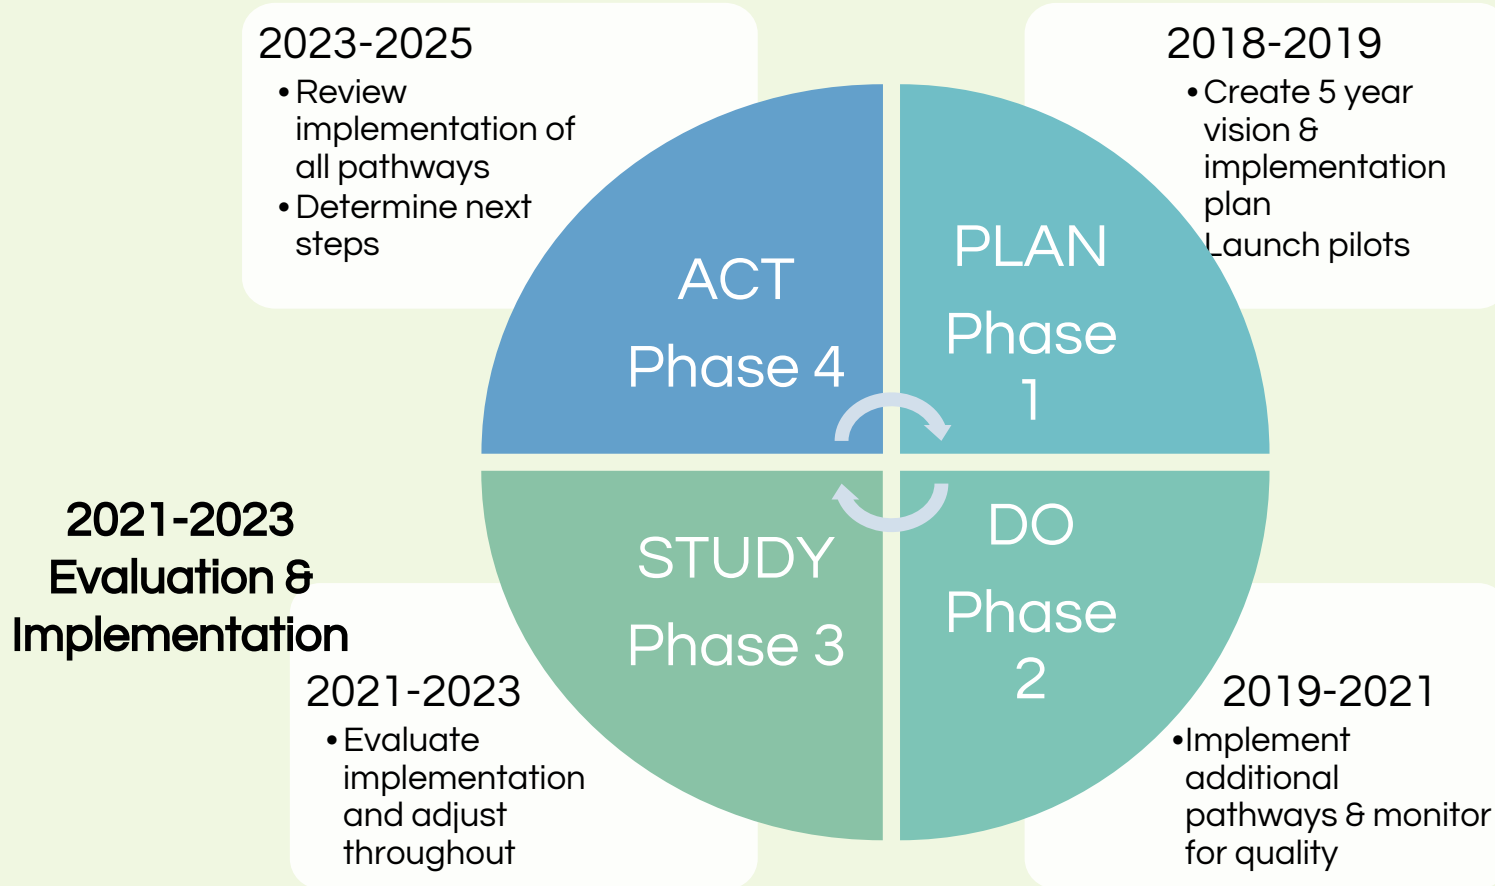 2023-2025
• Review
implementation of
all pathways
• Determine next
steps
2018-2019
• Create 5 year
vision &
implementation
plan
Launch pilots
ACT
Phase 4
PLAN
Phase
1
STUDY
Phase 3
DO
Phase
2
2021-2023
Evaluation &
Implementation
2021-2023
• Evaluate
implementation
and adjust
throughout
2019-2021
•Implement
additional
pathways & monitor
for quality